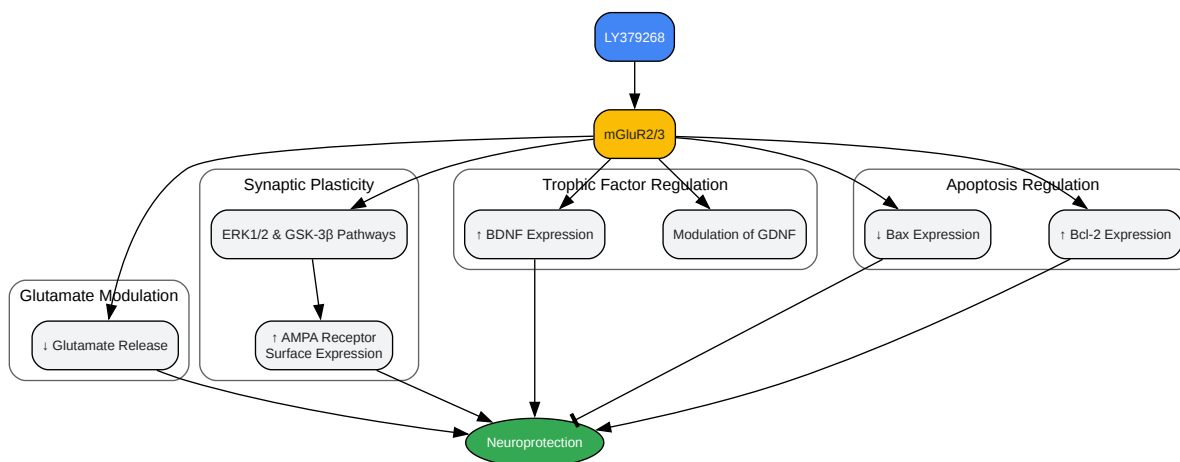 LY379268
mGluR2/3
Synaptic Plasticity
Trophic Factor Regulation
Apoptosis Regulation
ERK1/2 & GSK-3β Pathways
↑ BDNF Expression
Modulation of GDNF
↓ Bax Expression
↑ Bcl-2 Expression
Glutamate Modulation
↓ Glutamate Release
↑ AMPA Receptor
Surface Expression
Neuroprotection